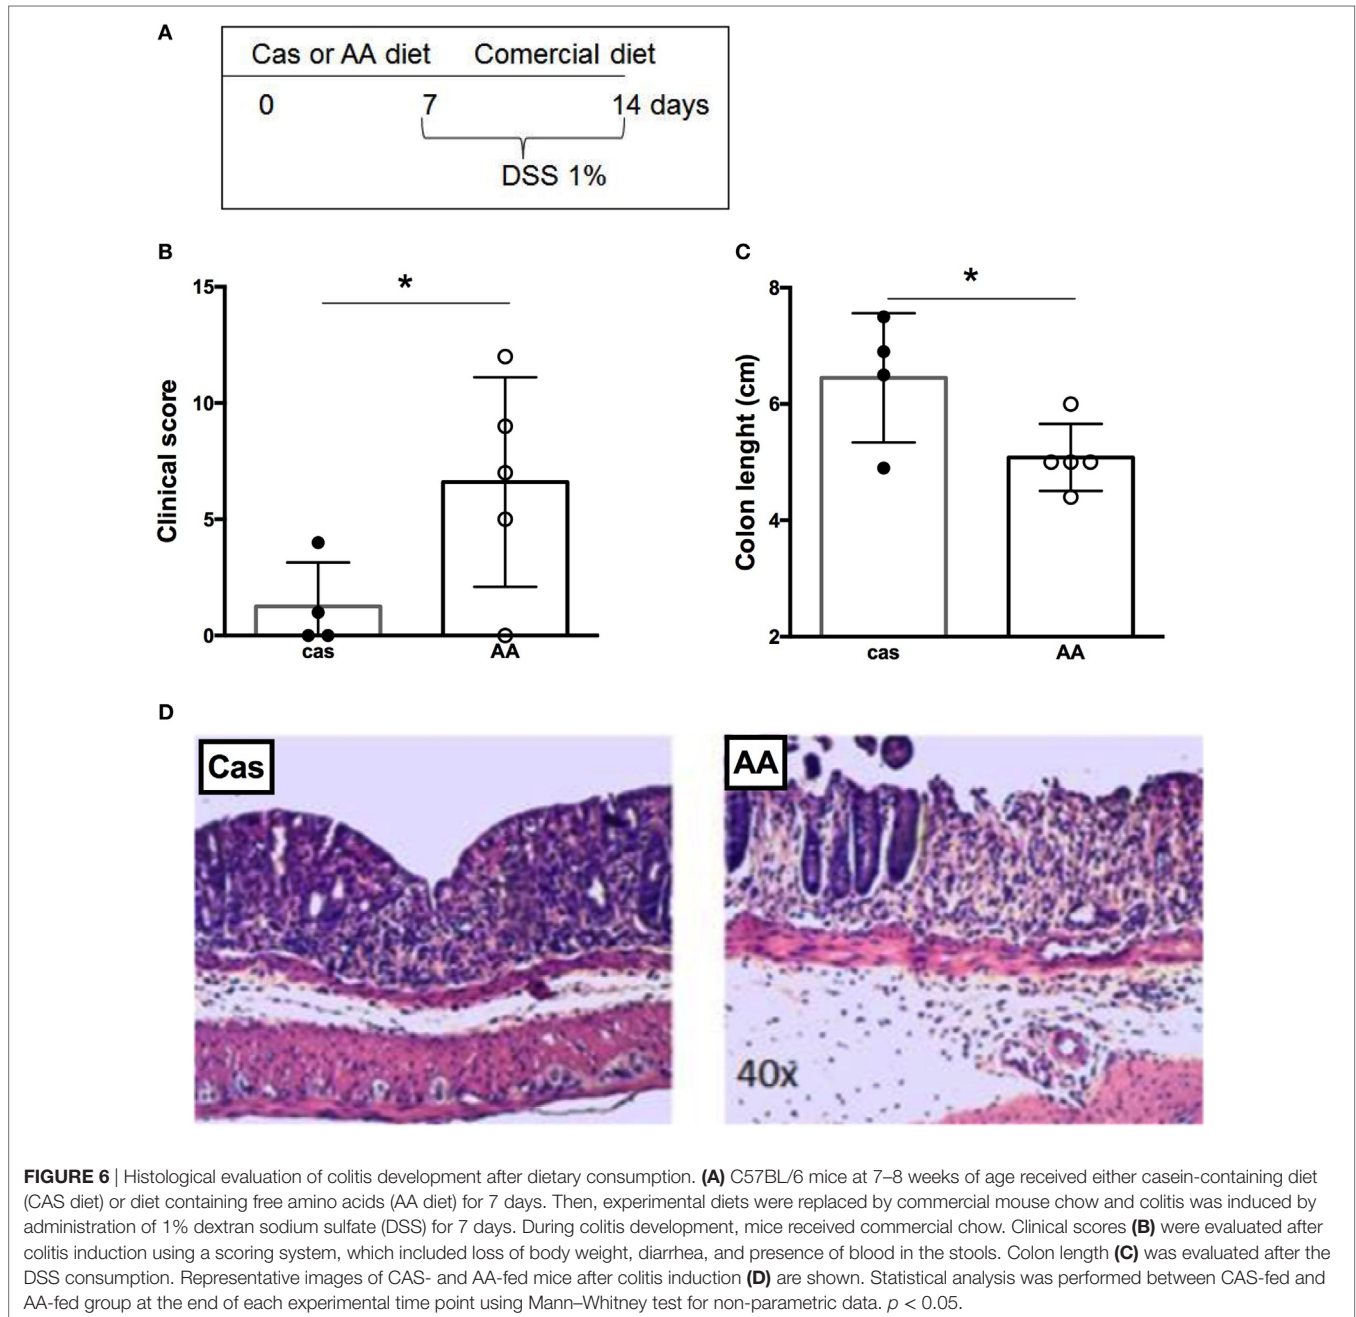 A
Cas or AA diet Comercial diet
0 7 14 days
DSS 1%
B
*
15
10
5
0
Clinical score
cas AA
C
*
8
6
4
2
Colon lenght (cm)
cas AA
D
Cas
AA
40x
FIGURE 6 | Histological evaluation of colitis development after dietary consumption. (A) C57BL/6 mice at 7–8 weeks of age received either casein-containing diet
(CAS diet) or diet containing free amino acids (AA diet) for 7 days. Then, experimental diets were replaced by commercial mouse chow and colitis was induced by
administration of 1% dextran sodium sulfate (DSS) for 7 days. During colitis development, mice received commercial chow. Clinical scores (B) were evaluated after
colitis induction using a scoring system, which included loss of body weight, diarrhea, and presence of blood in the stools. Colon length (C) was evaluated after the
DSS consumption. Representative images of CAS- and AA-fed mice after colitis induction (D) are shown. Statistical analysis was performed between CAS-fed and
AA-fed group at the end of each experimental time point using Mann–Whitney test for non-parametric data. p < 0.05.